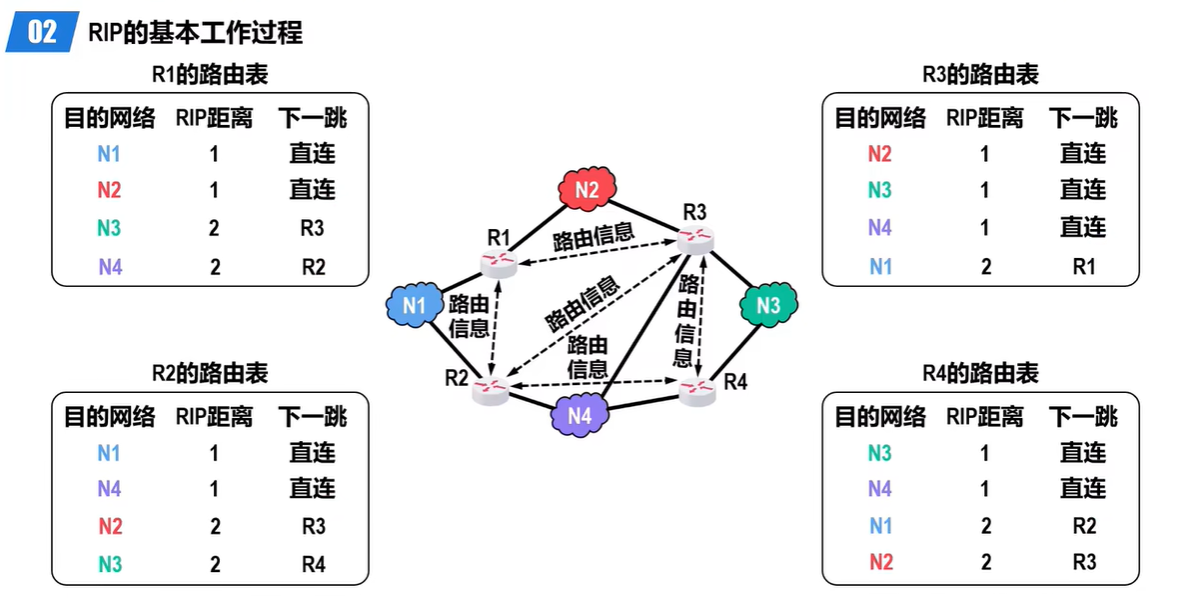 02 RIP的基本工作过程
R1的路由表
目的网络 RIP距离 下一跳
N1 1 直连
N2 1 直连
N3 2 R3
N4 2 R2
R3的路由表
目的网络 RIP距离 下一跳
N2 1 直连
N3 1 直连
N4 1 直连
N1 2 R1
N2
R3
R1
路由信息
N1
路由
信息
路由信息
路
由
信
息
N3
路由
信息
R2
R4
N4
R2的路由表
目的网络 RIP距离 下一跳
N1 1 直连
N4 1 直连
N2 2 R3
N3 2 R4
R4的路由表
目的网络 RIP距离 下一跳
N3 1 直连
N4 1 直连
N1 2 R2
N2 2 R3